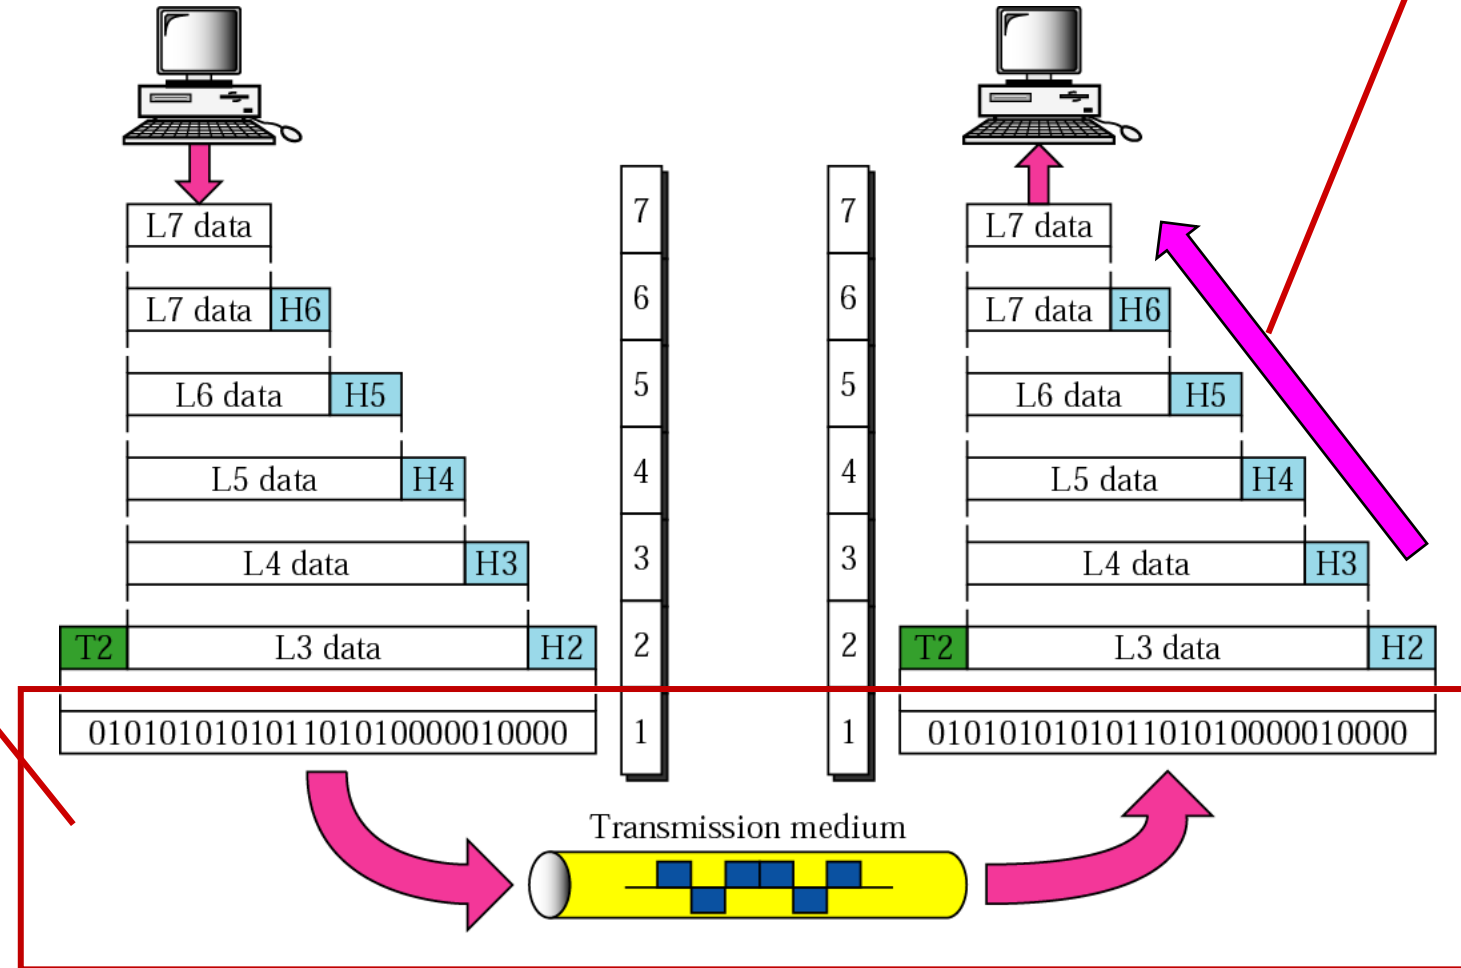 L7 data
L7 data H6
L6 data H5
L5 data H4
L4 data H3
T2 L3 data H2
010101010101101010000010000
7
6
5
4
3
2
1
7
6
5
4
3
2
1
L7 data
L7 data H6
L6 data H5
L5 data H4
L4 data H3
T2 L3 data H2
010101010101101010000010000
Transmission medium